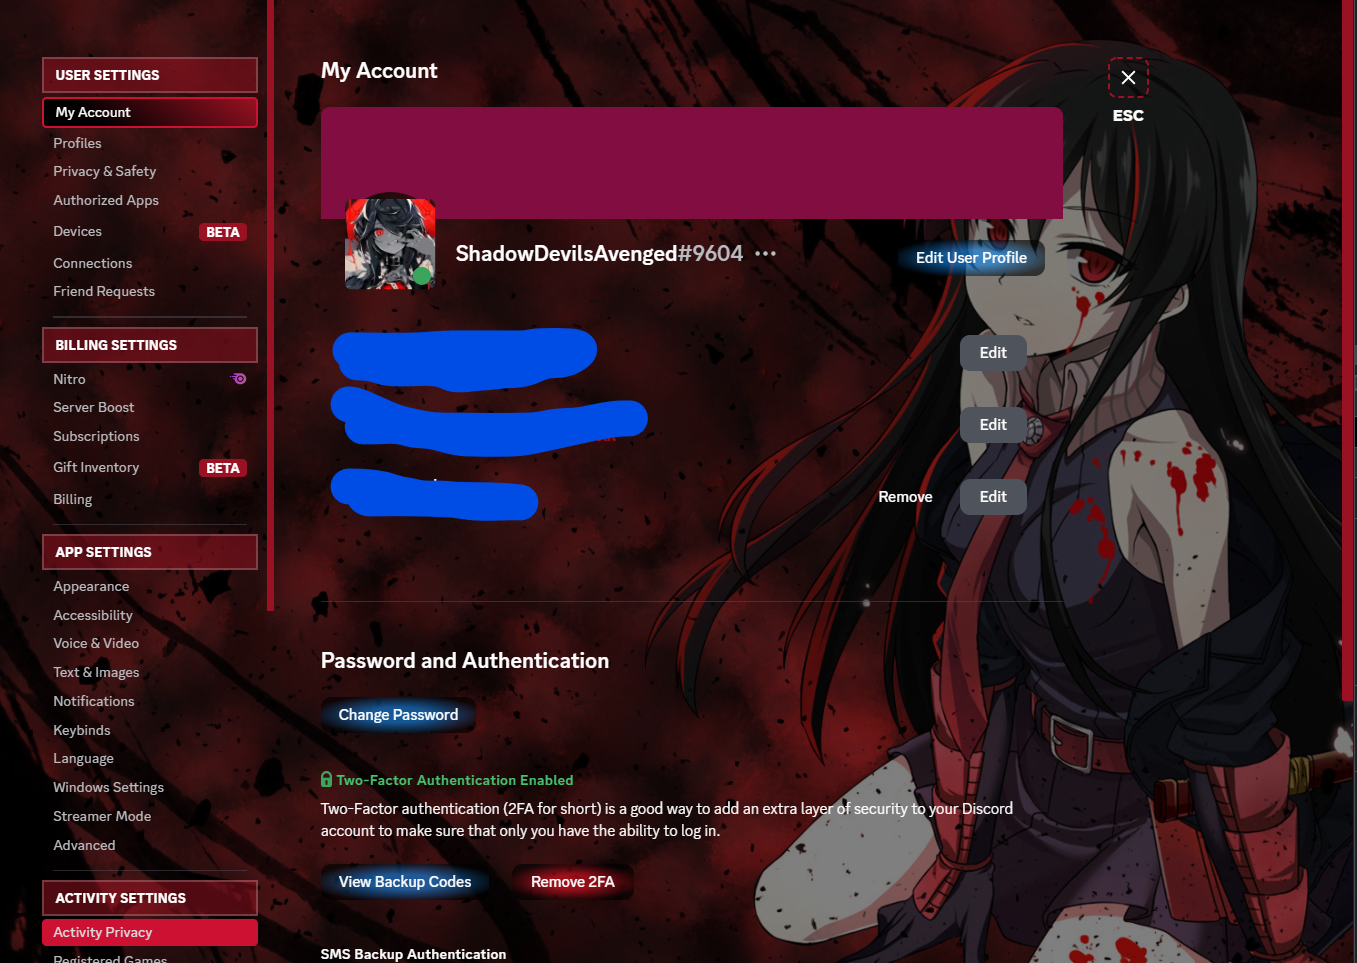 USER SETTINGS
My Account
Profiles
Privacy & Safety
Authorized Apps
Devices BETA
Connections
Friend Requests
BILLING SETTINGS
Nitro
Server Boost
Subscriptions
Gift Inventory BETA
Billing
APP SETTINGS
Appearance
Accessibility
Voice & Video
Text & Images
Notifications
Keybinds
Language
Windows Settings
Streamer Mode
Advanced
ACTIVITY SETTINGS
Activity Privacy
Registered Games
My Account
ESC
ShadowDevilsAvenged#9604
Edit User Profile
Edit
Edit
Remove Edit
Password and Authentication
Change Password
Two-Factor Authentication Enabled
Two-Factor authentication (2FA for short) is a good way to add an extra layer of security to your Discord
account to make sure that only you have the ability to log in.
View Backup Codes Remove 2FA
SMS Backup Authentication